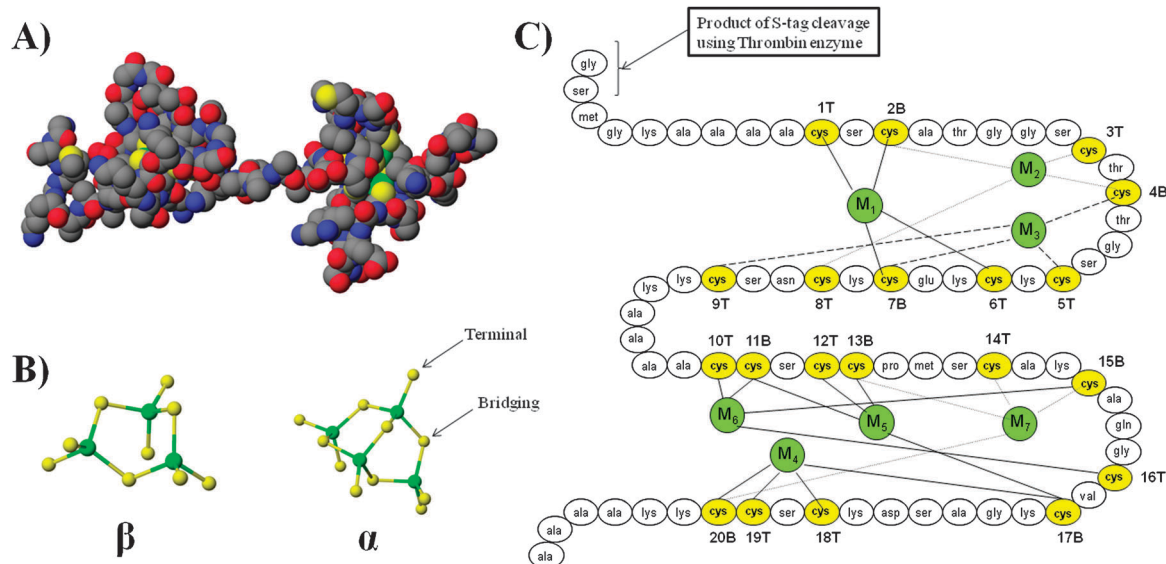 A)
B)
Terminal
Bridging
β
α
C)
Product of S-tag cleavage
using Thrombin enzyme
gly
ser
met
1T 2B
gly lys ala ala ala ala cys ser cys ala thr gly gly ser
3T
cys
thr
cys 4B
thr
gly
ser
M1
M2
M3
lys lys cys ser asn cys lys cys glu lys cys lys cys
9T 8T 7B 6T 5T
ala
ala
10T 11B 12T 13B 14T
ala ala cys cys ser cys cys pro met ser cys ala lys
15B
cys
ala
gln
gly
16T
cys
val
M6
M5
M7
M4
ala ala lys lys cys cys ser cys lys asp ser ala gly lys cys
20B 19T 18T 17B
ala
ala